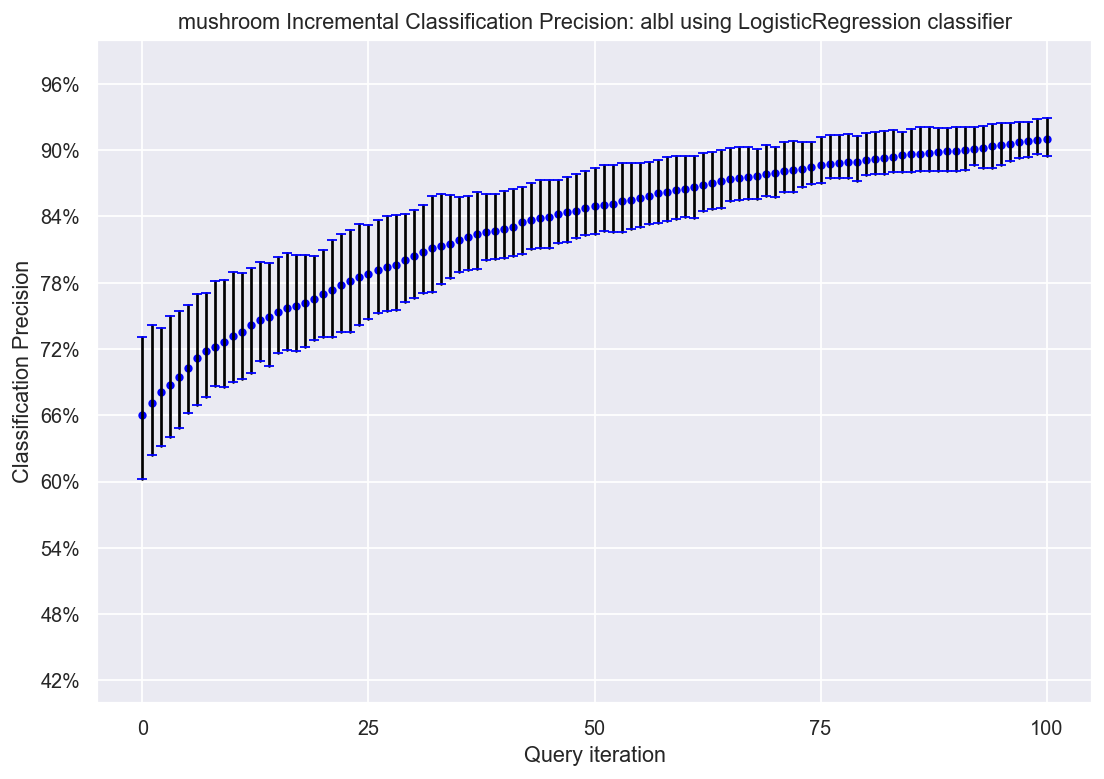 mushroom Incremental Classification Precision: albl using LogisticRegression classifier
96%
90%
84%
78%
72%
66%
60%
54%
48%
42%
Classification Precision
0 25 50 75 100
Query iteration